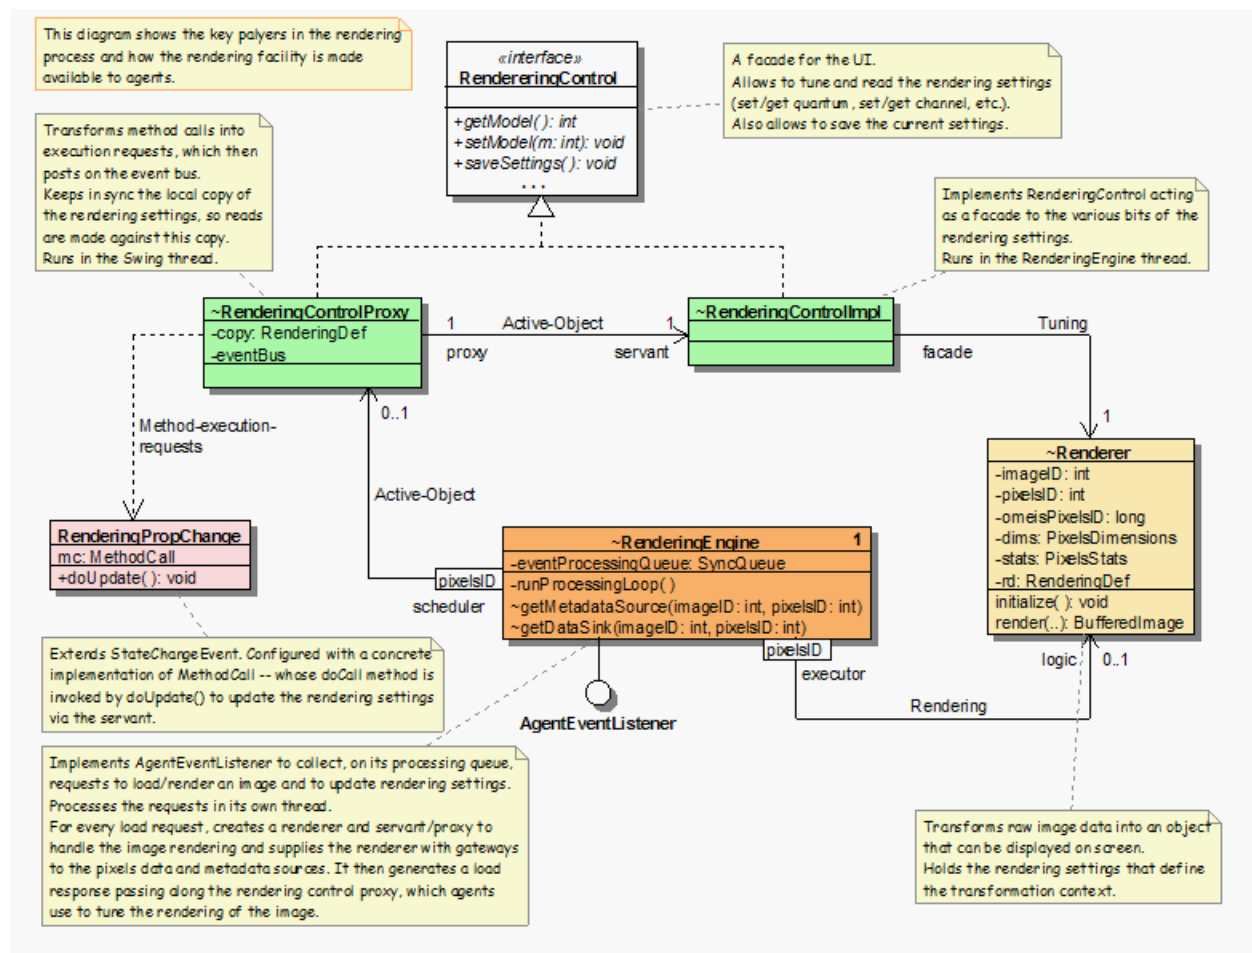 This diagram shows the key palyers in the rendering
process and how the rendering facility is made
available to agents.
«interface»
RendereringControl
+getModel( ): int
+setModel(m: int): void
+saveSettings( ): void
...
A facade for the UI.
Allows to tune and read the rendering settings
(set/get quantum, set/get channel, etc.).
Also allows to save the current settings.
Transforms method calls into
execution requests, which then
posts on the event bus.
Keeps in sync the local copy of
the rendering settings, so reads
are made against this copy.
Runs in the Swing thread.
Implements RenderingControl acting
as a facade to the various bits of the
rendering settings.
Runs in the RenderingEngine thread.
~RenderingControlProxy
-copy: RenderingDef
-eventBus
1
Active-Object
1
proxy
servant
~RenderingControlImpl
Tuning
facade
1
0..1
Method-execution-
requests
Active-Object
~Renderer
-imageID: int
-pixelsID: int
-omeisPixelsID: long
-dims: PixelsDimensions
-stats: PixelsStats
-rd: RenderingDef
initialize( ): void
render(..): BufferedImage
RenderingPropChange
mc: MethodCall
+doUpdate( ): void
pixelsID
scheduler
~RenderingEngine
1
-eventProcessingQueue: SyncQueue
-runProcessingLoop( )
~getMetadataSource(imageID: int, pixelsID: int)
~getDataSink(imageID: int, pixelsID: int)
pixelsID
executor
logic
0..1
Rendering
AgentEventListener
Extends StateChangeEvent. Configured with a concrete
implementation of MethodCall -- whose doCall method is
invoked by doUpdate() to update the rendering settings
via the servant.
Implements AgentEventListener to collect, on its processing queue,
requests to load/render an image and to update rendering settings.
Processes the requests in its own thread.
For every load request, creates a renderer and servant/proxy to
handle the image rendering and supplies the renderer with gateways
to the pixels data and metadata sources. It then generates a load
response passing along the rendering control proxy, which agents
use to tune the rendering of the image.
Transforms raw image data into an object
that can be displayed on screen.
Holds the rendering settings that define
the transformation context.